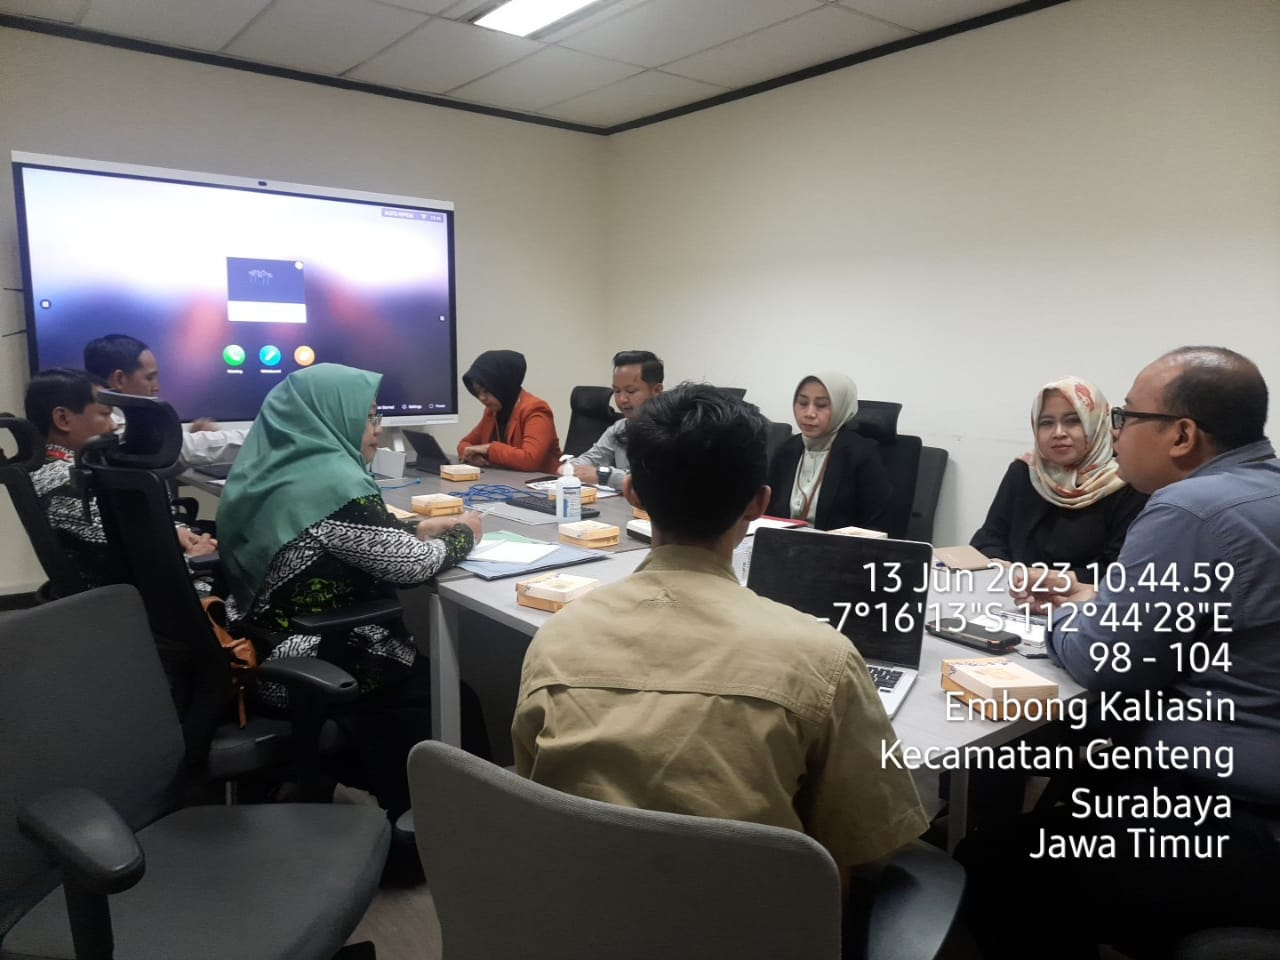 13 Jun 2023 10.44.59
-7°16'13"S 112°44'28"E
98 - 104
Embong Kaliasin
Kecamatan Genteng
Surabaya
Jawa Timur